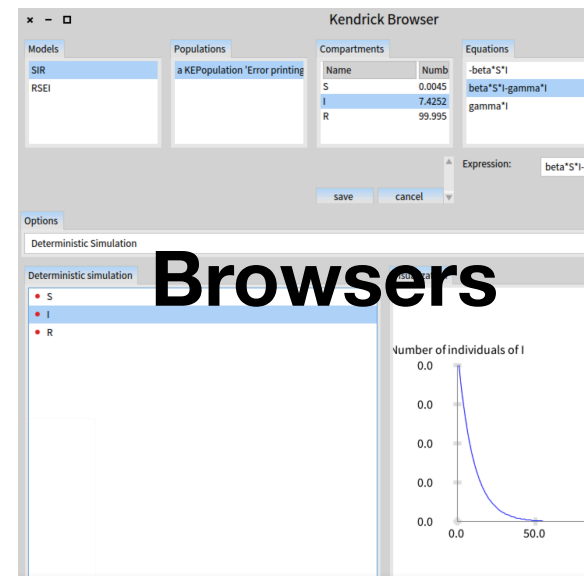 Kendrick Browser
Models
SIR
RSEI
Populations
a KEPopulation 'Error printing
Compartments
Name Numb
S 0.0045
I 7.4252
R 99.995
save cancel
Equations
-beta*S*I
beta*S*I-gamma*I
gamma*I
Expression: beta*S*I-
Options
Deterministic Simulation
Browsers
Deterministic simulation
S
I
R
Number of individuals of I
0.0
0.0
0.0
0.0
0.0
0.0 50.0